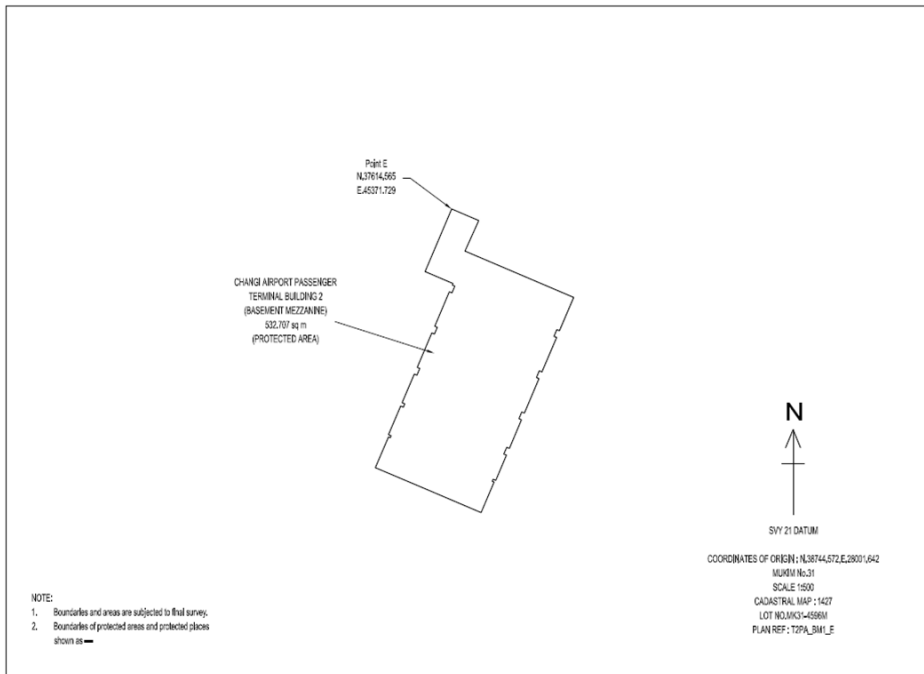 Point E
N.37614.565
E.45371.729
CHANGI AIRPORT PASSENGER
TERMINAL BUILDING 2
(BASEMENT MEZZANINE)
532.707 sq m
(PROTECTED AREA)
N
SVY 21 DATUM
COORDINATES OF ORIGIN : N.38744.572,E.28001.642
MUKIM No.31
SCALE 1:500
CADASTRAL MAP : 1427
LOT NO.MK31-4596M
PLAN REF : T2PA_BM1_E
NOTE:
1. Boundaries and areas are subjected to final survey.
2. Boundaries of protected areas and protected places
shown as